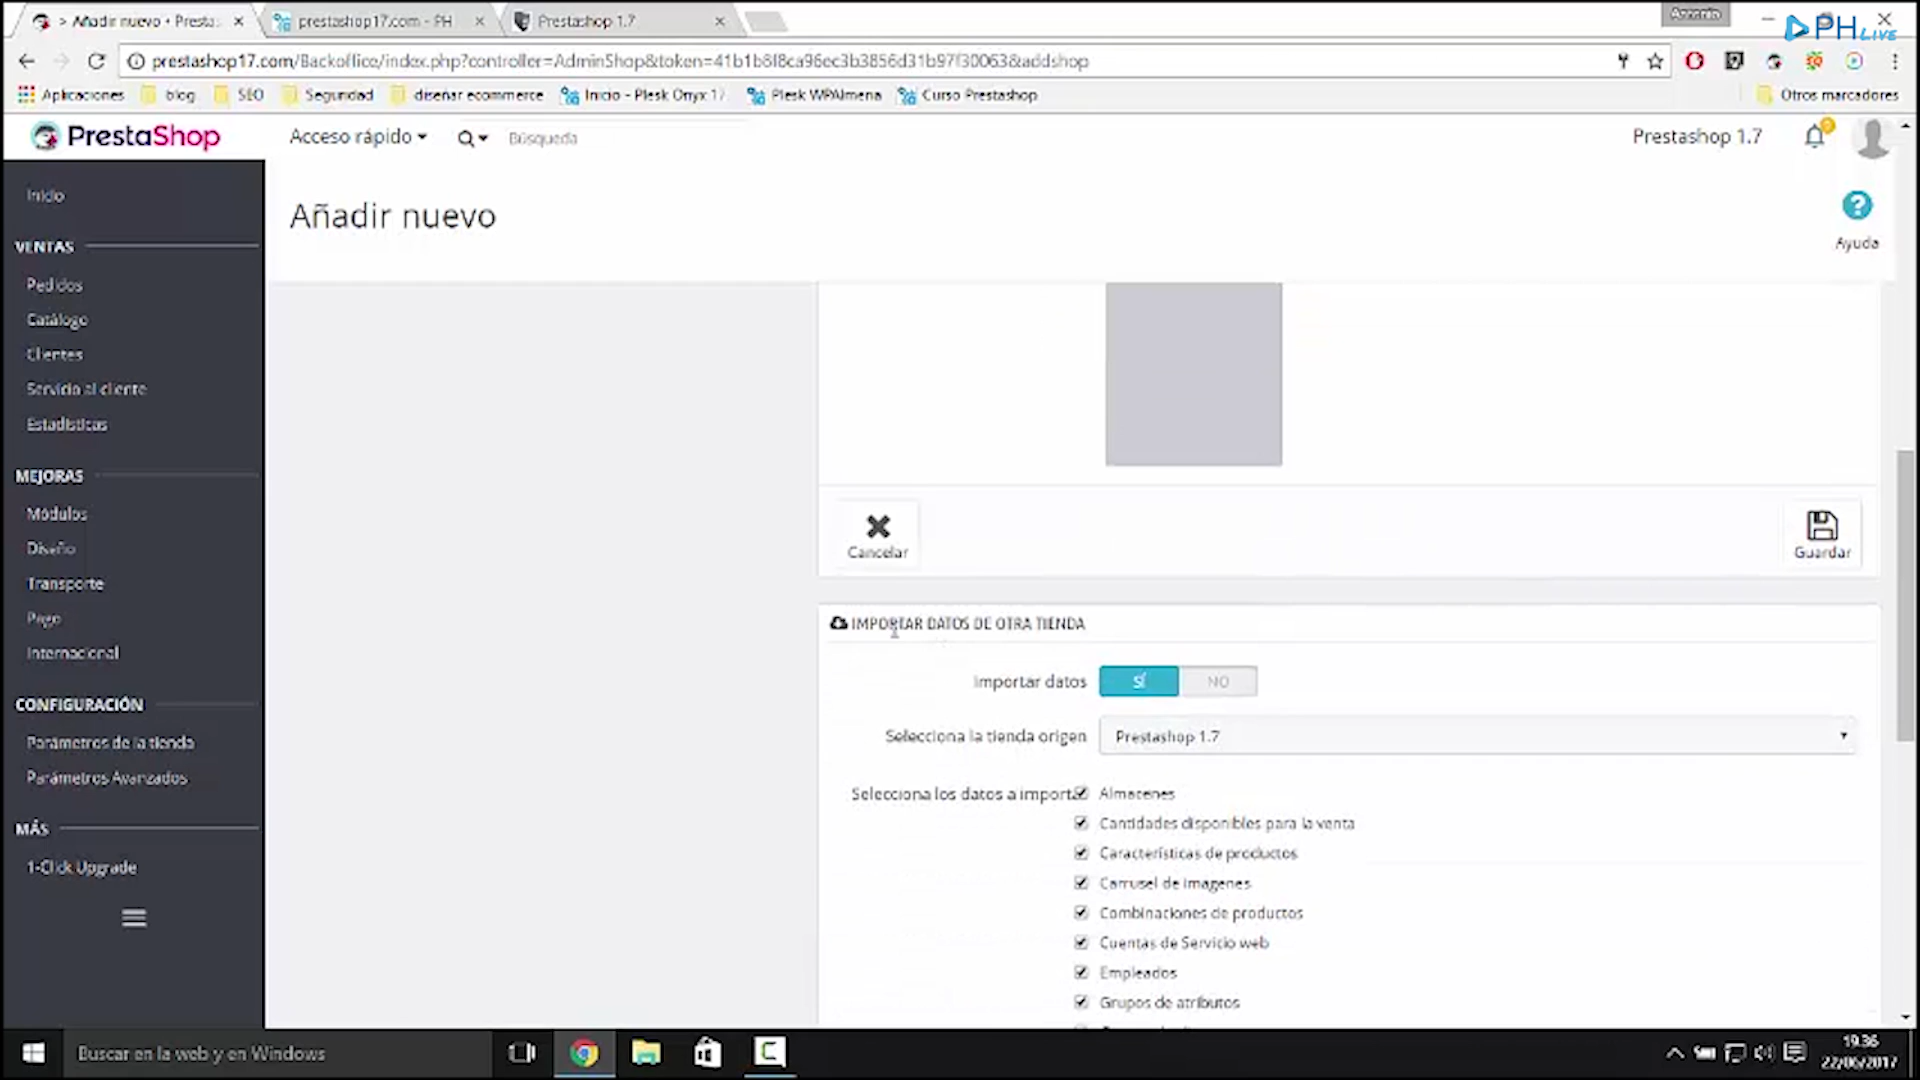 > Añadir nuevo • Presta
prestashop17.com - PH
Prestashop 1.7
PH Live
prestashop17.com/Backoffice/index.php?controller=AdminShop&token=41b1b8f8ca96ec3b3856d31b97f30063&addshop
Aplicaciones
blog
SEO
Seguridad
diseñar ecommerce
Inicio - Plesk Onyx 17
Plesk WPAlmena
Curso Prestashop
Otros marcadores
PrestaShop
Acceso rápido
Búsqueda
Prestashop 1.7
Inicio
Añadir nuevo
Ayuda
VENTAS
Pedidos
Catálogo
Clientes
Servicio al cliente
Estadísticas
MEJORAS
Módulos
Diseño
Transporte
Pago
Internacional
CONFIGURACIÓN
Parámetros de la tienda
Parámetros Avanzados
MÁS
1-Click Upgrade
Cancelar
Guardar
IMPORTAR DATOS DE OTRA TIENDA
Importar datos
SÍ
NO
Selecciona la tienda origen
Prestashop 1.7
Selecciona los datos a import
Almacenes
Cantidades disponibles para la venta
Características de productos
Carrusel de imagenes
Combinaciones de productos
Cuentas de Servicio web
Empleados
Grupos de atributos
Buscar en la web y en Windows
19:36
22/06/2017